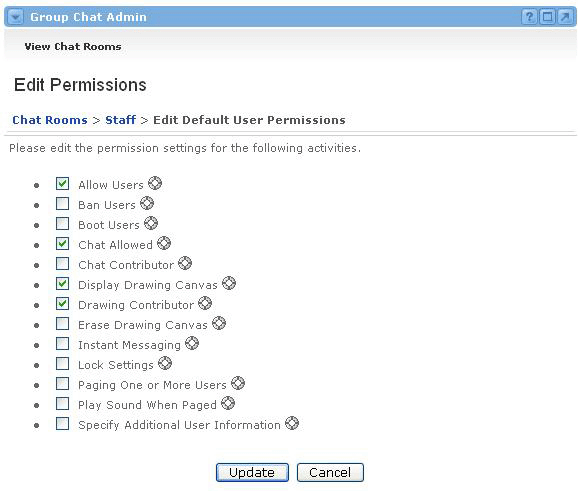 Group Chat Admin
View Chat Rooms
Edit Permissions
Chat Rooms > Staff > Edit Default User Permissions
Please edit the permission settings for the following activities.
Allow Users
Ban Users
Boot Users
Chat Allowed
Chat Contributor
Display Drawing Canvas
Drawing Contributor
Erase Drawing Canvas
Instant Messaging
Lock Settings
Paging One or More Users
Play Sound When Paged
Specify Additional User Information
Update Cancel